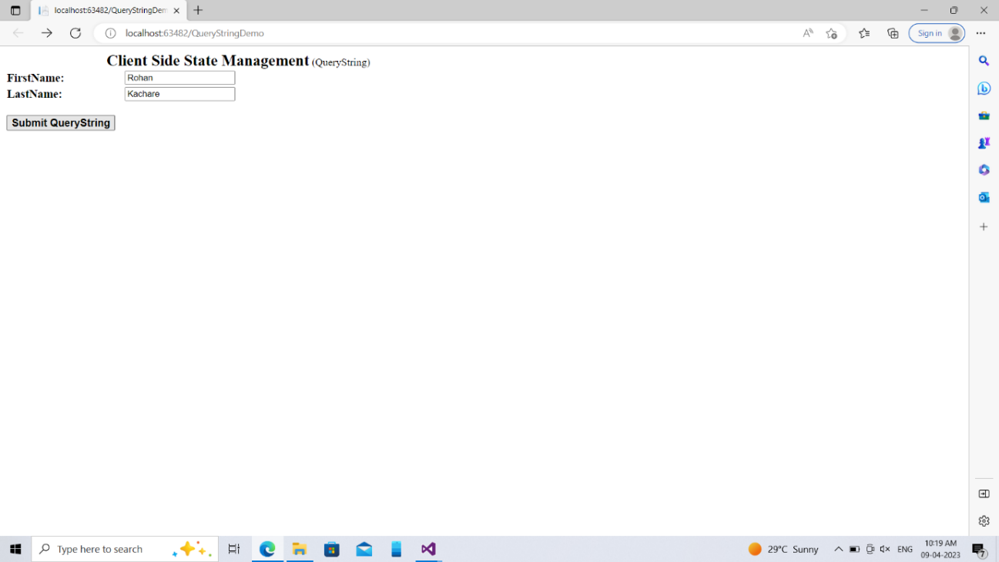 localhost:63482/QueryStringDem
localhost:63482/QueryStringDemo
Sign in
Client Side State Management (QueryString)
FirstName: Rohan
LastName: Kachare
Submit QueryString
Type here to search
29°C Sunny
ENG
10:19 AM
09-04-2023
7